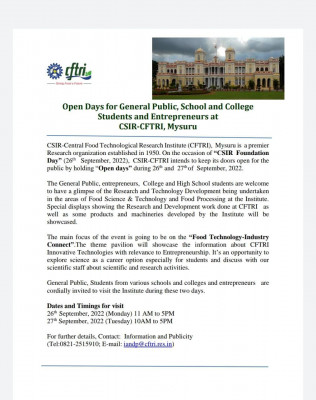 cftri
Open Days for General Public, School and College
Students and Entrepreneurs at
CSIR-CFTRI, Mysuru
CSIR-Central Food Technological Research Institute (CFTRI), Mysuru is a premier
Research organization established in 1950. On the occasion of "CSIR Foundation
Day" (26th September, 2022), CSIR-CFTRI intends to keep its doors open for the
public by holding "Open days" during 26th and 27th of September, 2022.
The General Public, entrepreneurs, College and High School students are welcome
to have a glimpse of the Research and Development being undertaken
in the areas of Food Science & Technology and Food Processing at the Institute.
Special displays showing the Research and Development work done at CFTRI as
well as some products and machineries developed by the Institute will be
showcased.
The main focus of the event is going to be on the "Food Technology-Industry
Connect".The theme pavilion will showcase the information about CFTRI
Innovative Technologies with relevance to Entrepreneurship. It's an opportunity
to explore science as a career option especially for students and discuss with our
scientific staff about scientific and research activities.
General Public, Students from various schools and colleges and entrepreneurs are
cordially invited to visit the Institute during these two days.
Dates and Timings for visit
26th September, 2022 (Monday) 11 AM to 5PM
27th September, 2022 (Tuesday) 10AM to 5PM
For further details, Contact: Information and Publicity
(Tel:0821-2515910; E-mail: iandp@cftri.res.in)